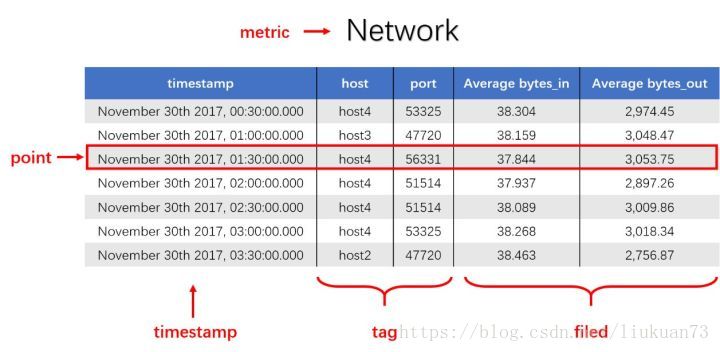 metric Network
timestamp host port Average bytes_in Average bytes_out
November 30th 2017, 00:30:00.000 host4 53325 38.304 2,974.45
November 30th 2017, 01:00:00.000 host3 47720 38.159 3,048.47
point November 30th 2017, 01:30:00.000 host4 56331 37.844 3,053.75
November 30th 2017, 02:00:00.000 host4 51514 37.937 2,897.26
November 30th 2017, 02:30:00.000 host4 51514 38.089 3,009.86
November 30th 2017, 03:00:00.000 host4 53325 38.268 3,018.34
November 30th 2017, 03:30:00.000 host2 47720 38.463 2,756.87
timestamp tag filed
https://blog.csdn.net/liukuan73